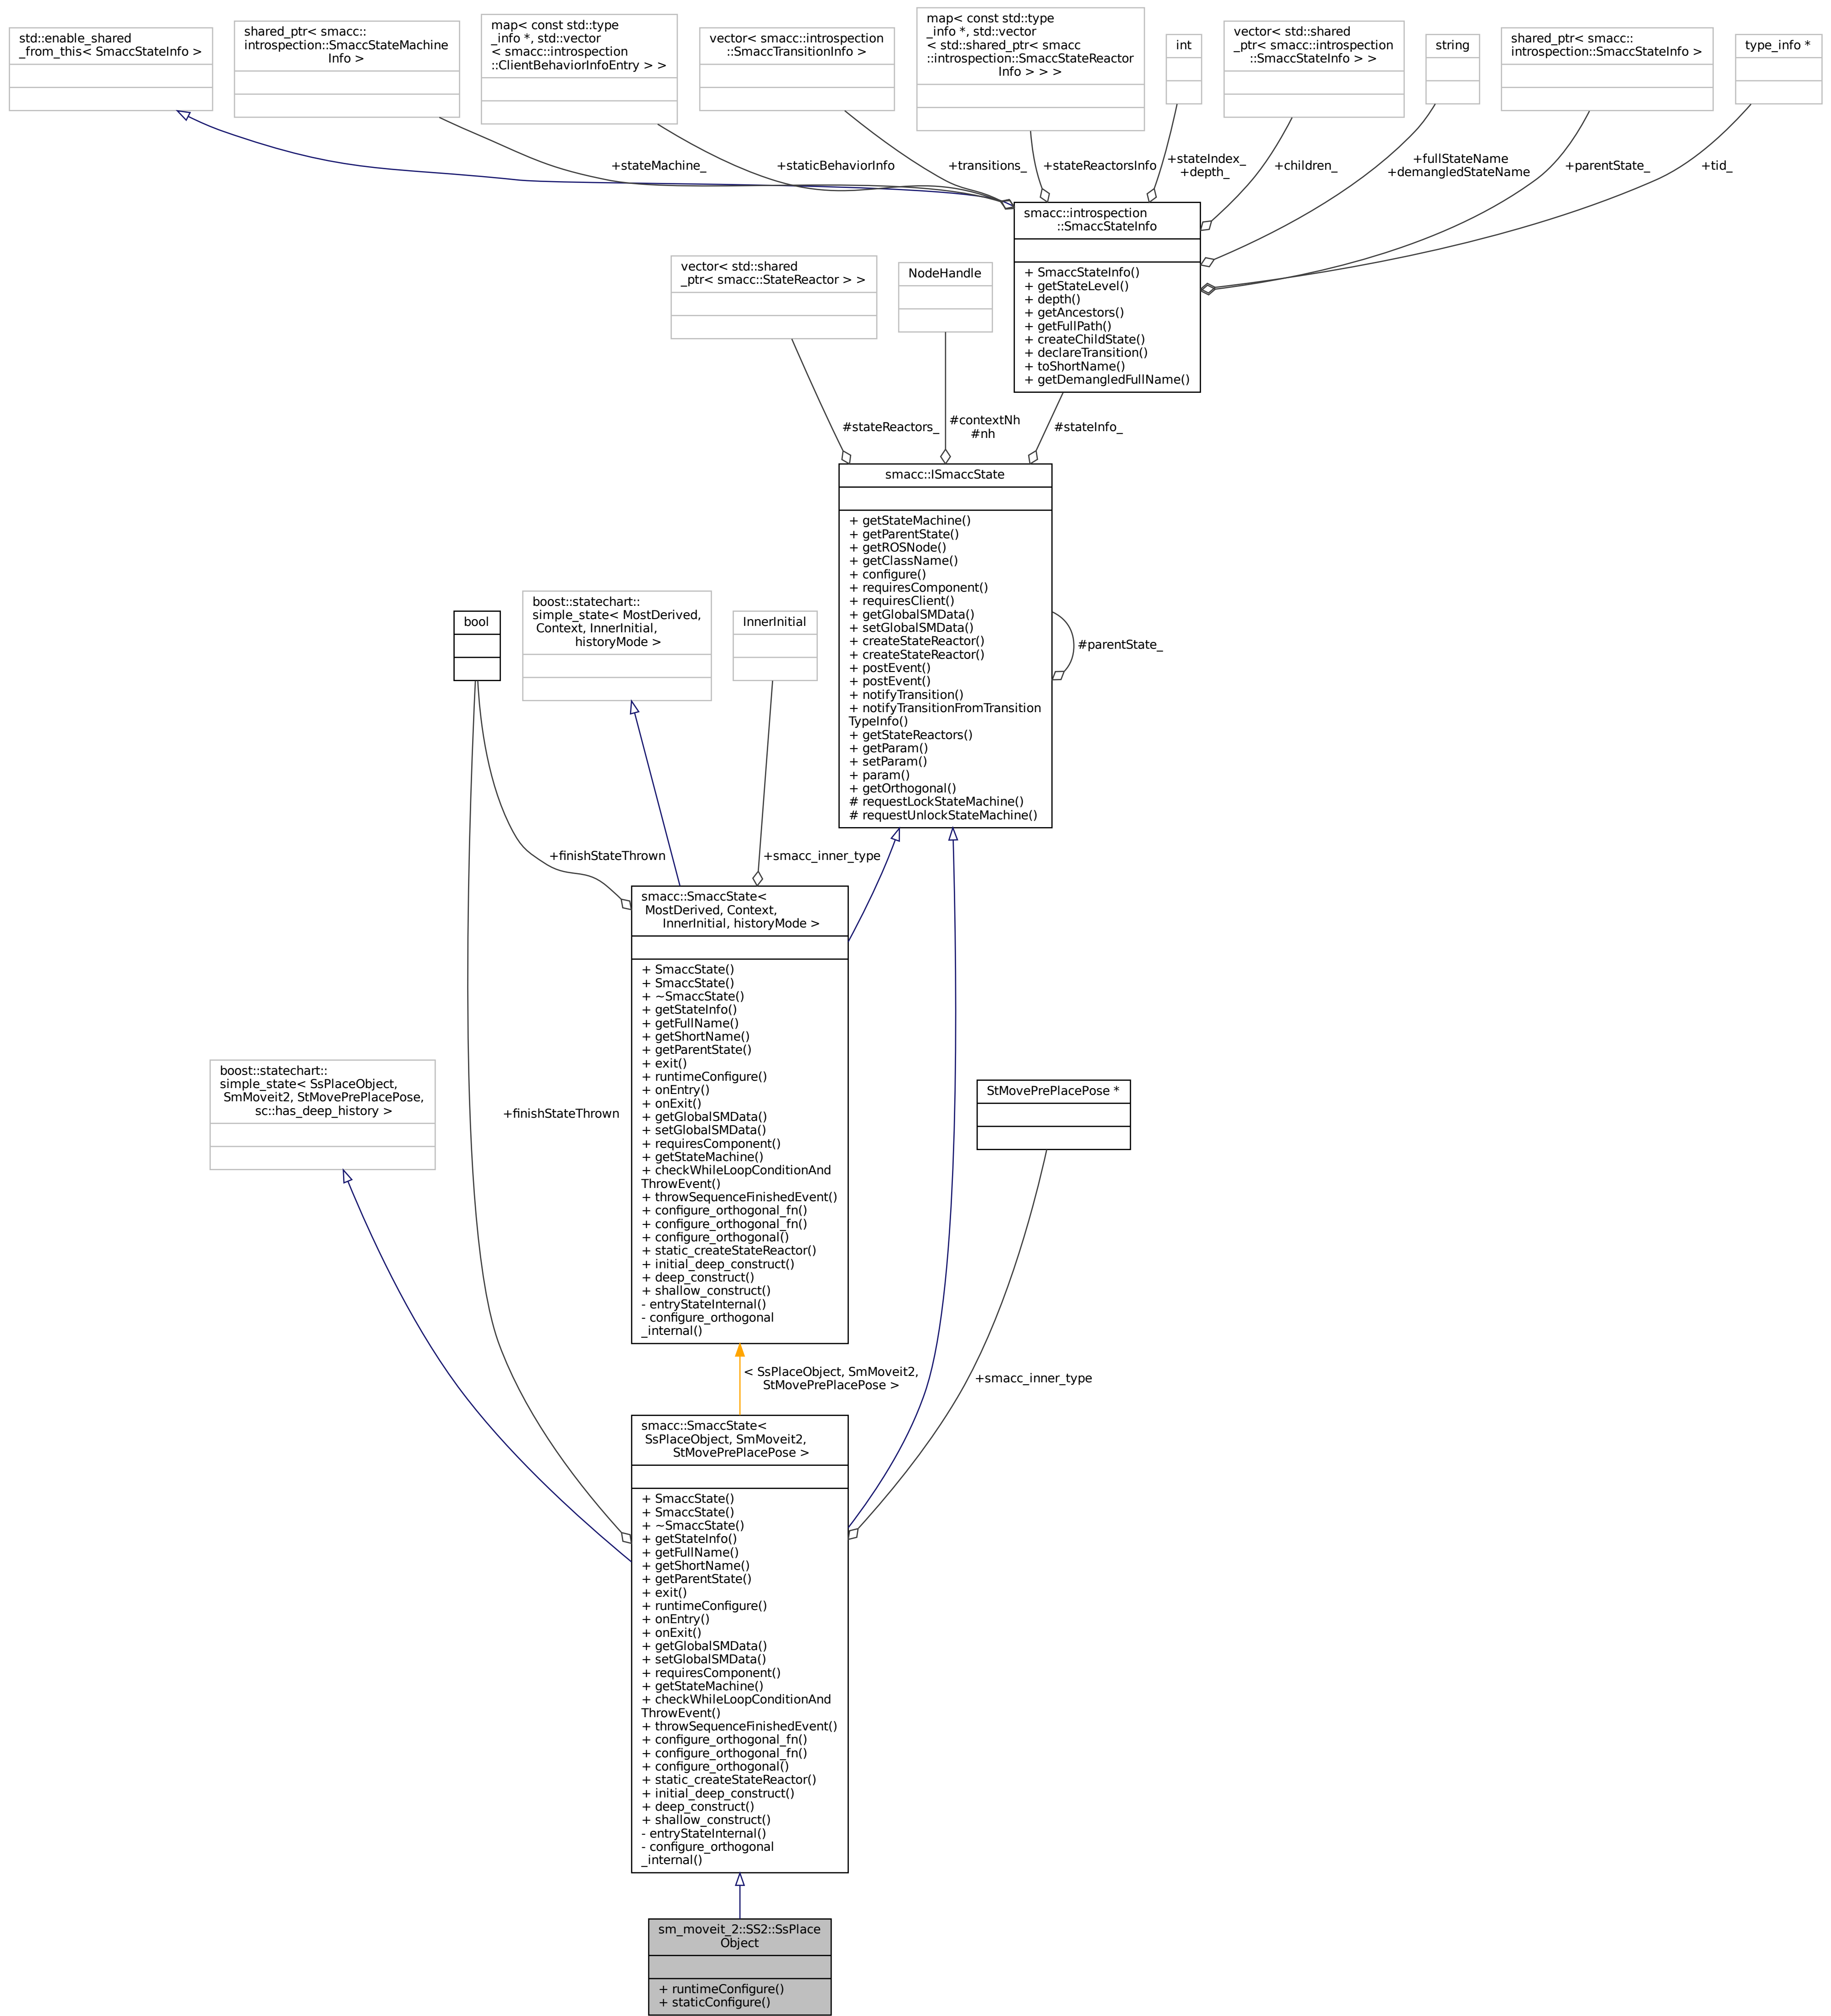 std::enable_shared
_from_this< SmaccStateInfo >
shared_ptr< smacc::
introspection::SmaccStateMachine
Info >
map< const std::type
_info *, std::vector
< smacc::introspection
::ClientBehaviorInfoEntry > >
vector< smacc::introspection
::SmaccTransitionInfo >
map< const std::type
_info *, std::vector
< std::shared_ptr< smacc
::introspection::SmaccStateReactor
Info > > >
int
vector< std::shared
_ptr< smacc::introspection
::SmaccStateInfo > >
string
shared_ptr< smacc::
introspection::SmaccStateInfo >
type_info *
+stateMachine_
+staticBehaviorInfo
+transitions_
+stateReactorsInfo
+stateIndex_
+depth_
+children_
+fullStateName
+demangledStateName
+parentState_
+tid_
smacc::introspection
::SmaccStateInfo
+ SmaccStateInfo()
+ getStateLevel()
+ depth()
+ getAncestors()
+ getFullPath()
+ createChildState()
+ declareTransition()
+ toShortName()
+ getDemangledFullName()
vector< std::shared
_ptr< smacc::StateReactor > >
NodeHandle
#stateReactors_
#contextNh
#nh
#stateInfo_
smacc::ISmaccState
+ getStateMachine()
+ getParentState()
+ getROSNode()
+ getClassName()
+ configure()
+ requiresComponent()
+ requiresClient()
+ getGlobalSMData()
+ setGlobalSMData()
+ createStateReactor()
+ createStateReactor()
+ postEvent()
+ postEvent()
+ notifyTransition()
+ notifyTransitionFromTransition
TypeInfo()
+ getStateReactors()
+ getParam()
+ setParam()
+ param()
+ getOrthogonal()
# requestLockStateMachine()
# requestUnlockStateMachine()
#parentState_
bool
boost::statechart::
simple_state< MostDerived,
Context, InnerInitial,
historyMode >
InnerInitial
+finishStateThrown
+smacc_inner_type
smacc::SmaccState<
MostDerived, Context,
InnerInitial, historyMode >
+ SmaccState()
+ SmaccState()
+ ~SmaccState()
+ getStateInfo()
+ getFullName()
+ getShortName()
+ getParentState()
+ exit()
+ runtimeConfigure()
+ onEntry()
+ onExit()
+ getGlobalSMData()
+ setGlobalSMData()
+ requiresComponent()
+ getStateMachine()
+ checkWhileLoopConditionAnd
ThrowEvent()
+ throwSequenceFinishedEvent()
+ configure_orthogonal_fn()
+ configure_orthogonal_fn()
+ configure_orthogonal()
+ static_createStateReactor()
+ initial_deep_construct()
+ deep_construct()
+ shallow_construct()
- entryStateInternal()
- configure_orthogonal
_internal()
boost::statechart::
simple_state< SsPlaceObject,
SmMoveit2, StMovePrePlacePose,
sc::has_deep_history >
+finishStateThrown
StMovePrePlacePose *
< SsPlaceObject, SmMoveit2,
StMovePrePlacePose >
+smacc_inner_type
smacc::SmaccState<
SsPlaceObject, SmMoveit2,
StMovePrePlacePose >
+ SmaccState()
+ SmaccState()
+ ~SmaccState()
+ getStateInfo()
+ getFullName()
+ getShortName()
+ getParentState()
+ exit()
+ runtimeConfigure()
+ onEntry()
+ onExit()
+ getGlobalSMData()
+ setGlobalSMData()
+ requiresComponent()
+ getStateMachine()
+ checkWhileLoopConditionAnd
ThrowEvent()
+ throwSequenceFinishedEvent()
+ configure_orthogonal_fn()
+ configure_orthogonal_fn()
+ configure_orthogonal()
+ static_createStateReactor()
+ initial_deep_construct()
+ deep_construct()
+ shallow_construct()
- entryStateInternal()
- configure_orthogonal
_internal()
sm_moveit_2::SS2::SsPlace
Object
+ runtimeConfigure()
+ staticConfigure()